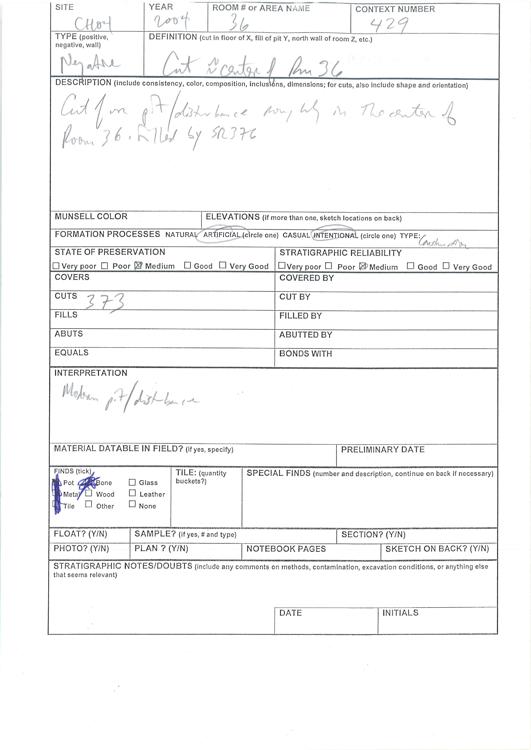 SITE YEAR ROOM # or AREA NAME CONTEXT NUMBER
CH04 2004 36 429
TYPE (positive, negative, wall) DEFINITION (cut in floor of X, fill of pit Y, north wall of room Z, etc.)
Negative Cut in center of Rm 36
DESCRIPTION (include consistency, color, composition, inclusions, dimensions; for cuts, also include shape and orientation)
Cut for pit/disturbance roughly in the center of
Room 36. Filled by SR376
MUNSELL COLOR ELEVATIONS (if more than one, sketch locations on back)
FORMATION PROCESSES NATURAL ARTIFICIAL (circle one) CASUAL INTENTIONAL (circle one) TYPE:
STATE OF PRESERVATION STRATIGRAPHIC RELIABILITY
☐ Very poor ☐ Poor ☒ Medium ☐ Good ☐ Very Good ☐ Very poor ☐ Poor ☒ Medium ☐ Good ☐ Very Good
COVERS COVERED BY
CUTS 373 CUT BY
FILLS FILLED BY
ABUTS ABUTTED BY
EQUALS BONDS WITH
INTERPRETATION
Modern pit/disturbance
MATERIAL DATABLE IN FIELD? (if yes, specify) PRELIMINARY DATE
FINDS (tick) TILE: (quantity buckets?) SPECIAL FINDS (number and description, continue on back if necessary)
Pot Bone ☐ Glass
Metal ☐ Wood ☐ Leather
Tile ☐ Other ☐ None
FLOAT? (Y/N) SAMPLE? (if yes, # and type) SECTION? (Y/N)
PHOTO? (Y/N) PLAN ? (Y/N) NOTEBOOK PAGES SKETCH ON BACK? (Y/N)
STRATIGRAPHIC NOTES/DOUBTS (include any comments on methods, contamination, excavation conditions, or anything else
that seems relevant)
DATE INITIALS